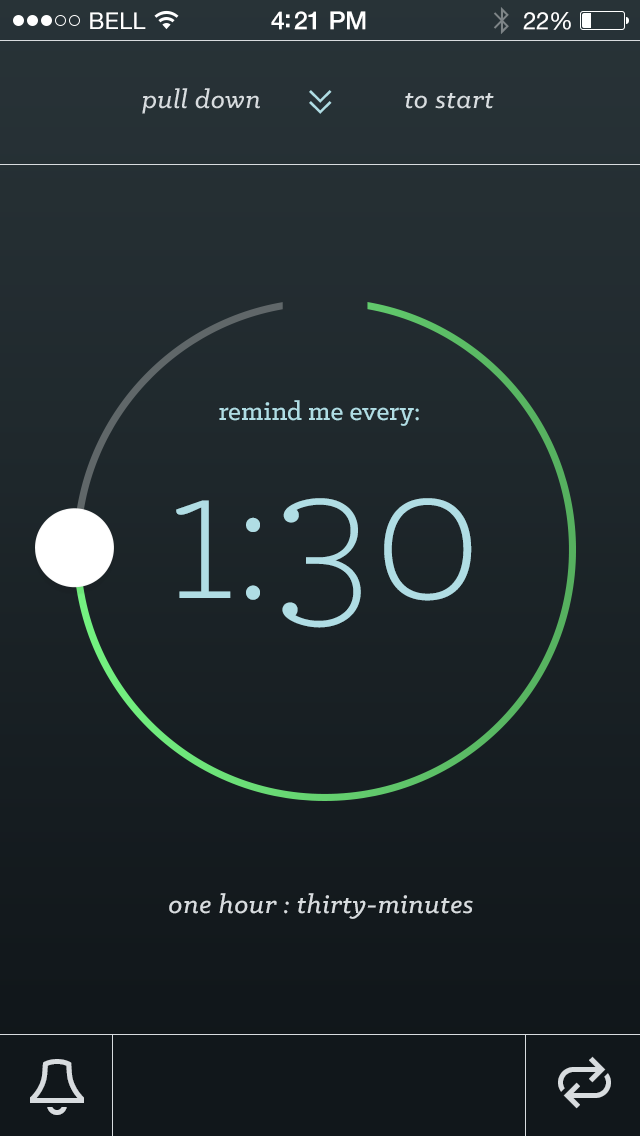 BELL 4:21 PM 22%
pull down to start
remind me every:
1:30
one hour : thirty-minutes